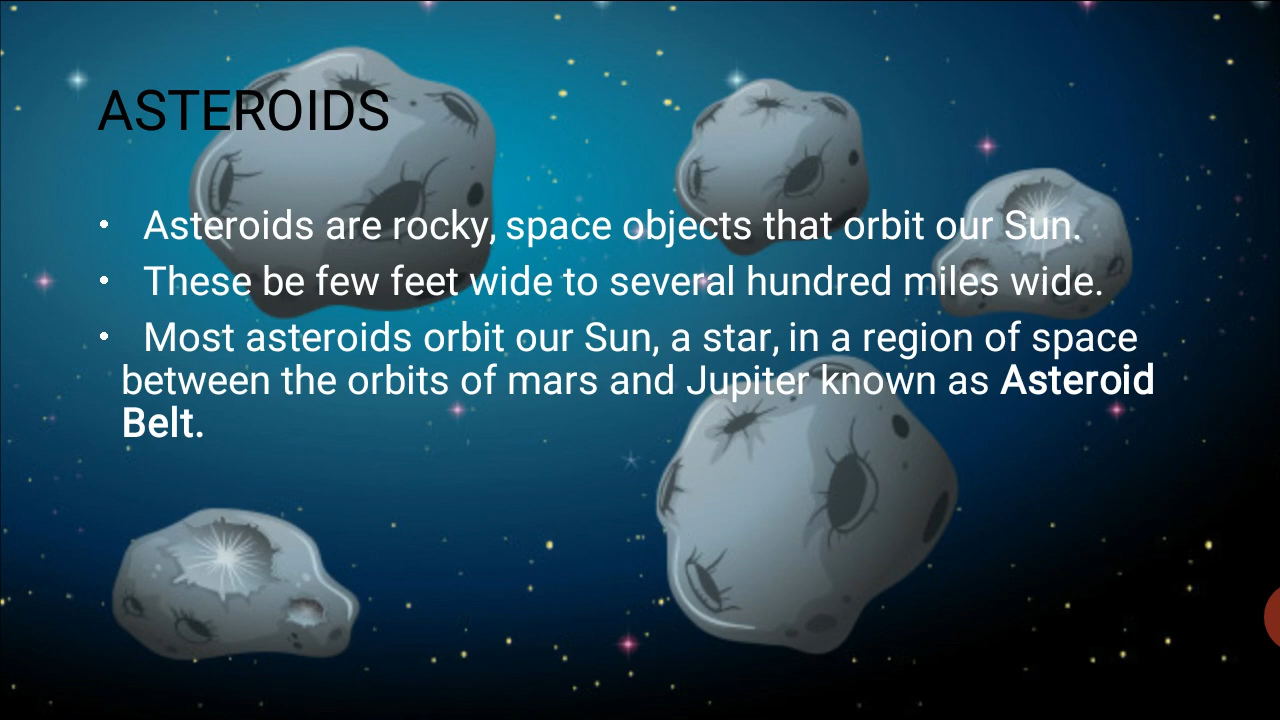 ASTEROIDS
• Asteroids are rocky, space objects that orbit our Sun.
• These be few feet wide to several hundred miles wide.
• Most asteroids orbit our Sun, a star, in a region of space
between the orbits of mars and Jupiter known as Asteroid
Belt.